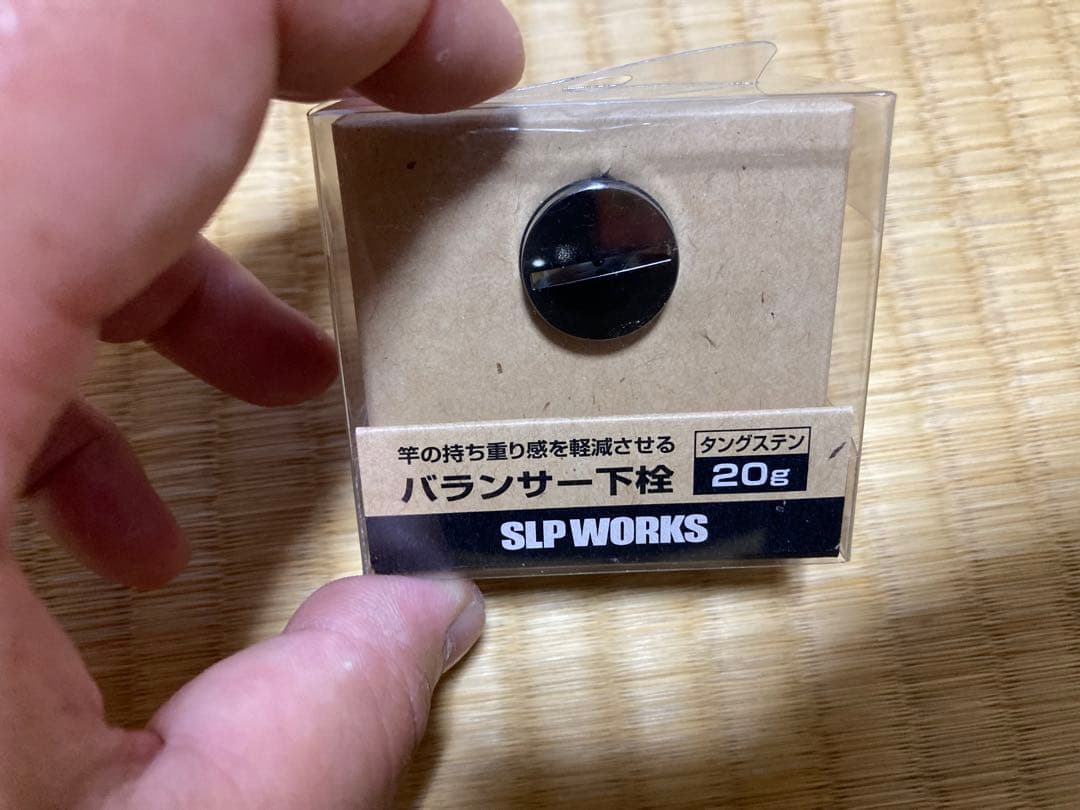 竿の持ち重り感を軽減させる
バランサー下栓
タングステン
20g
SLP WORKS